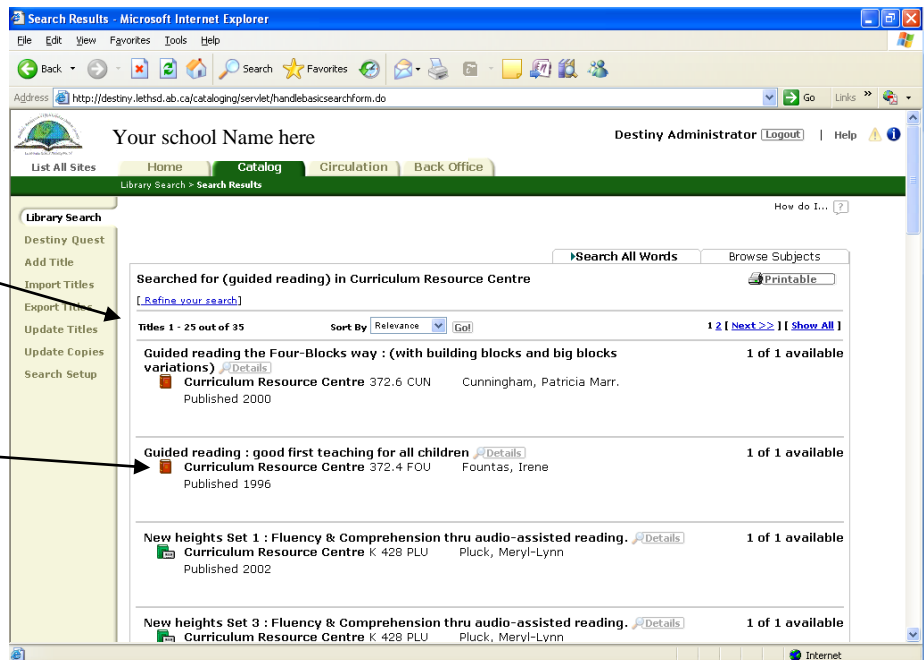 Search Results - Microsoft Internet Explorer
File Edit View Favorites Tools Help
Back Search Favorites
Address http://destiny.lethsd.ab.ca/cataloging/servlet/handlebasicsearchform.do Go Links »
Your school Name here Destiny Administrator Logout | Help
List All Sites Home Catalog Circulation Back Office
Library Search > Search Results
How do I... ?
Library Search
Destiny Quest
Add Title
Import Titles
Export Titles
Update Titles
Update Copies
Search Setup
Search All Words Browse Subjects
Searched for (guided reading) in Curriculum Resource Centre Printable
[ Refine your search]
Titles 1 - 25 out of 35 Sort By Relevance Go! 1 2 [ Next >> ] [ Show All ]
Guided reading the Four-Blocks way : (with building blocks and big blocks 1 of 1 available
variations) Details
Curriculum Resource Centre 372.6 CUN Cunningham, Patricia Marr.
Published 2000
Guided reading : good first teaching for all children Details 1 of 1 available
Curriculum Resource Centre 372.4 FOU Fountas, Irene
Published 1996
New heights Set 1 : Fluency & Comprehension thru audio-assisted reading. Details 1 of 1 available
Curriculum Resource Centre K 428 PLU Pluck, Meryl-Lynn
Published 2002
New heights Set 3 : Fluency & Comprehension thru audio-assisted reading. Details 1 of 1 available
Curriculum Resource Centre K 428 PLU Pluck, Meryl-Lynn
Internet